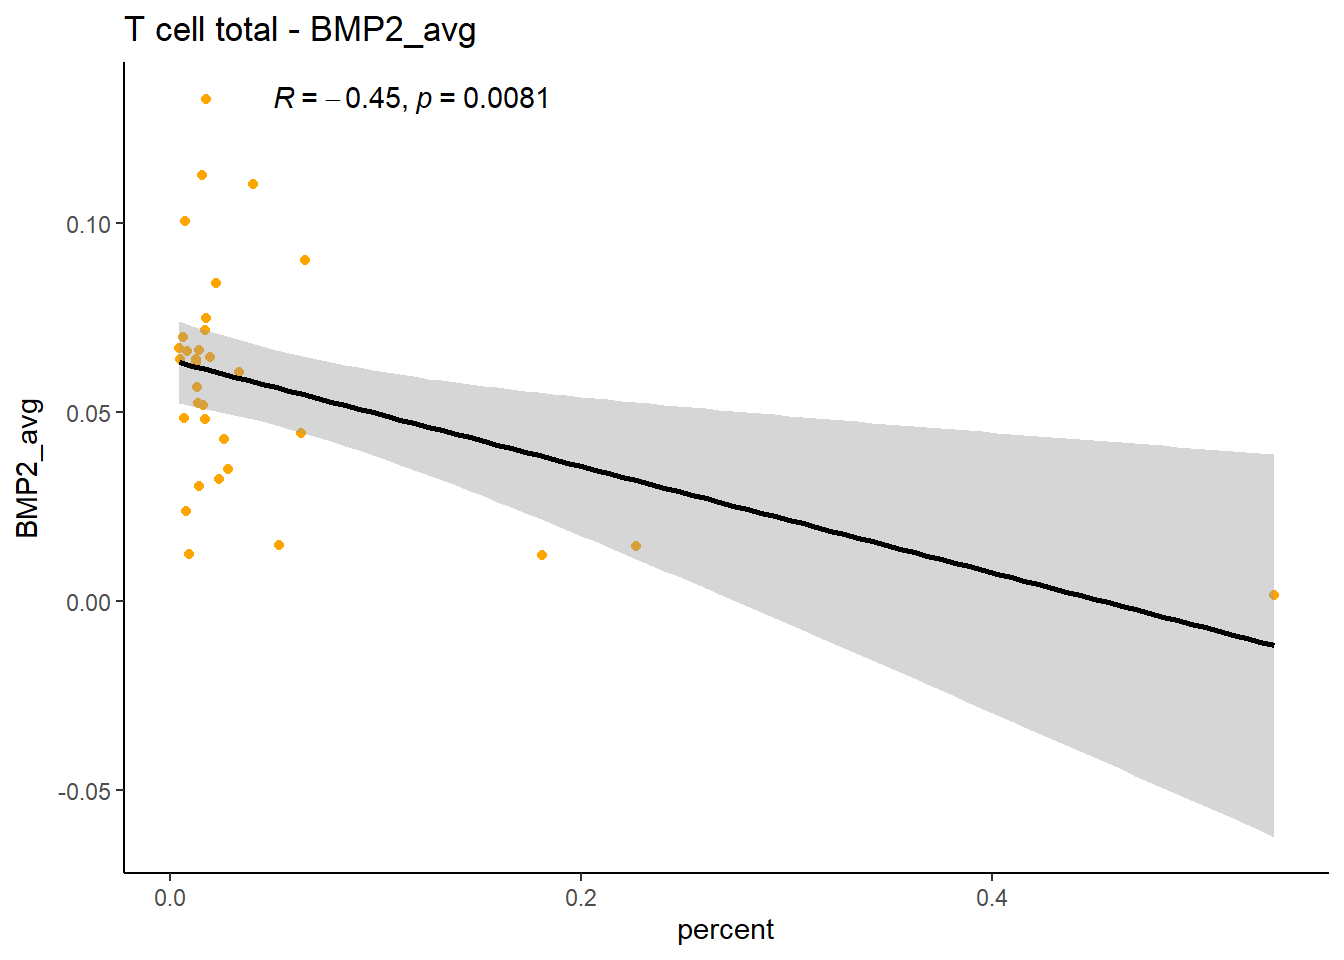 T cell total - BMP2_avg
R = −0.45, p = 0.0081
0.10
0.05
0.00
-0.05
BMP2_avg
0.0 0.2 0.4
percent